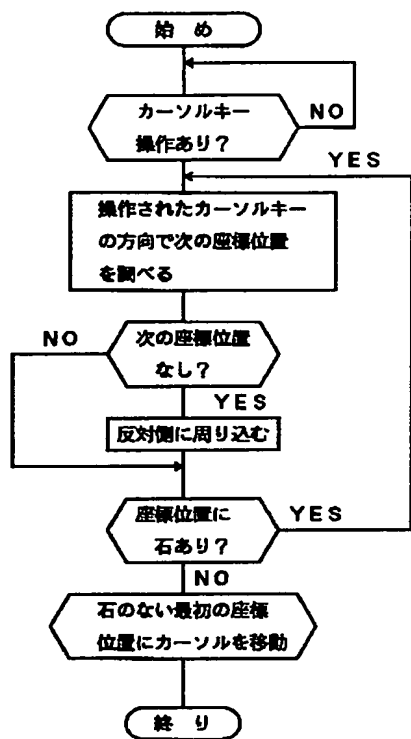 始 め
カーソルキー
操作あり？
NO
YES
操作されたカーソルキー
の方向で次の座標位置
を調べる
NO
次の座標位置
なし？
YES
反対側に周り込む
座標位置に
石あり？
YES
NO
石のない最初の座標
位置にカーソルを移動
終 り